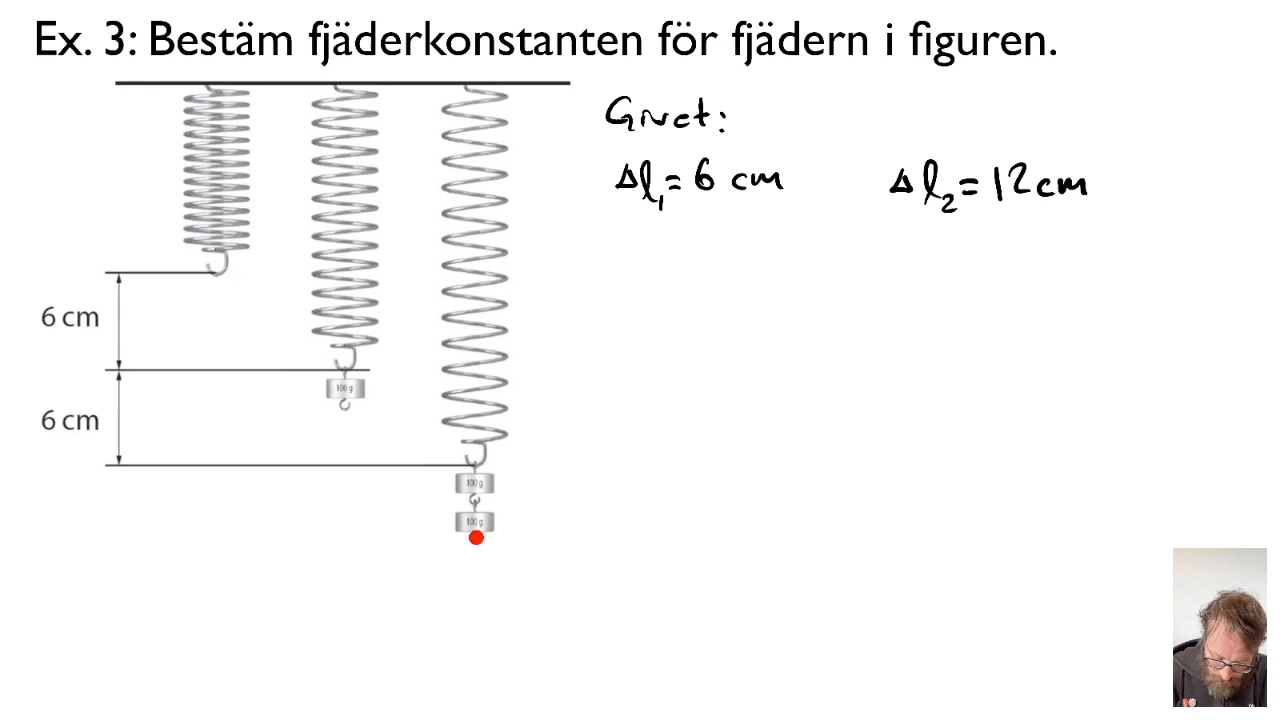 Ex. 3: Bestäm fjäderkonstanten för fjädern i figuren.
Givet:
Δl₁ = 6 cm Δl₂ = 12 cm
6 cm
100 g
6 cm
100 g
100 g